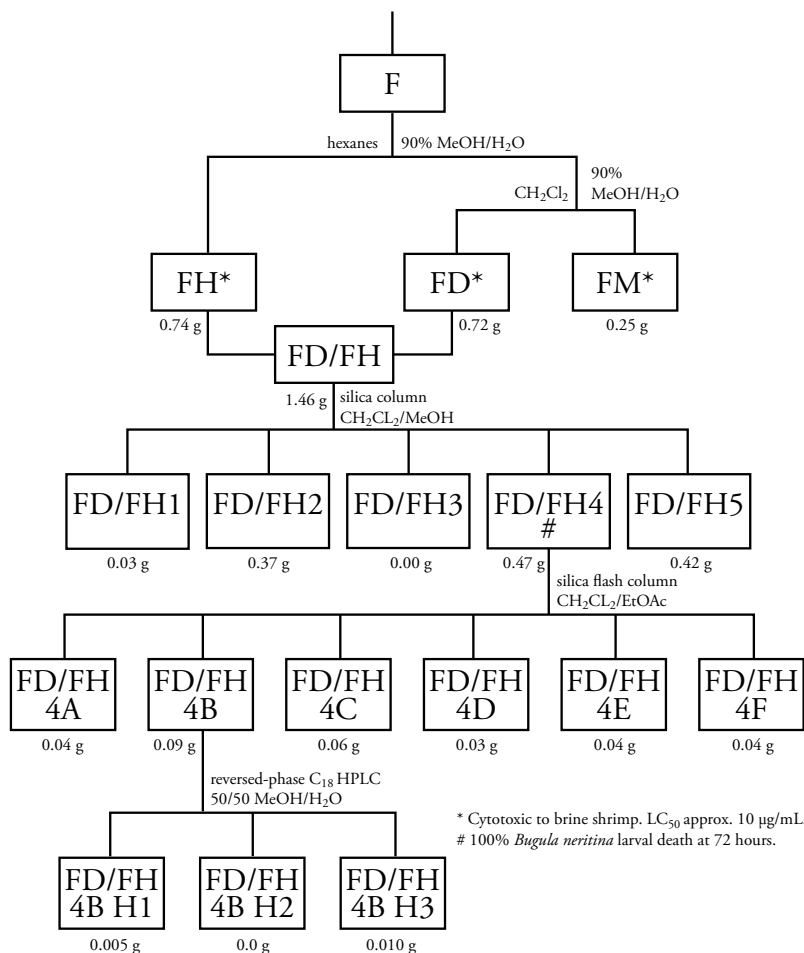 F
hexanes 90% MeOH/H₂O
90%
CH₂Cl₂ MeOH/H₂O
FH* FD* FM*
0.74 g 0.72 g 0.25 g
FD/FH
1.46 g silica column
CH₂CL₂/MeOH
FD/FH1 FD/FH2 FD/FH3 FD/FH4 FD/FH5
#
0.03 g 0.37 g 0.00 g 0.47 g 0.42 g
silica flash column
CH₂CL₂/EtOAc
FD/FH FD/FH FD/FH FD/FH FD/FH FD/FH
4A 4B 4C 4D 4E 4F
0.04 g 0.09 g 0.06 g 0.03 g 0.04 g 0.04 g
reversed-phase C₁₈ HPLC
50/50 MeOH/H₂O
* Cytotoxic to brine shrimp. LC₅₀ approx. 10 µg/mL
# 100% Bugula neritina larval death at 72 hours.
FD/FH FD/FH FD/FH
4B H1 4B H2 4B H3
0.005 g 0.0 g 0.010 g